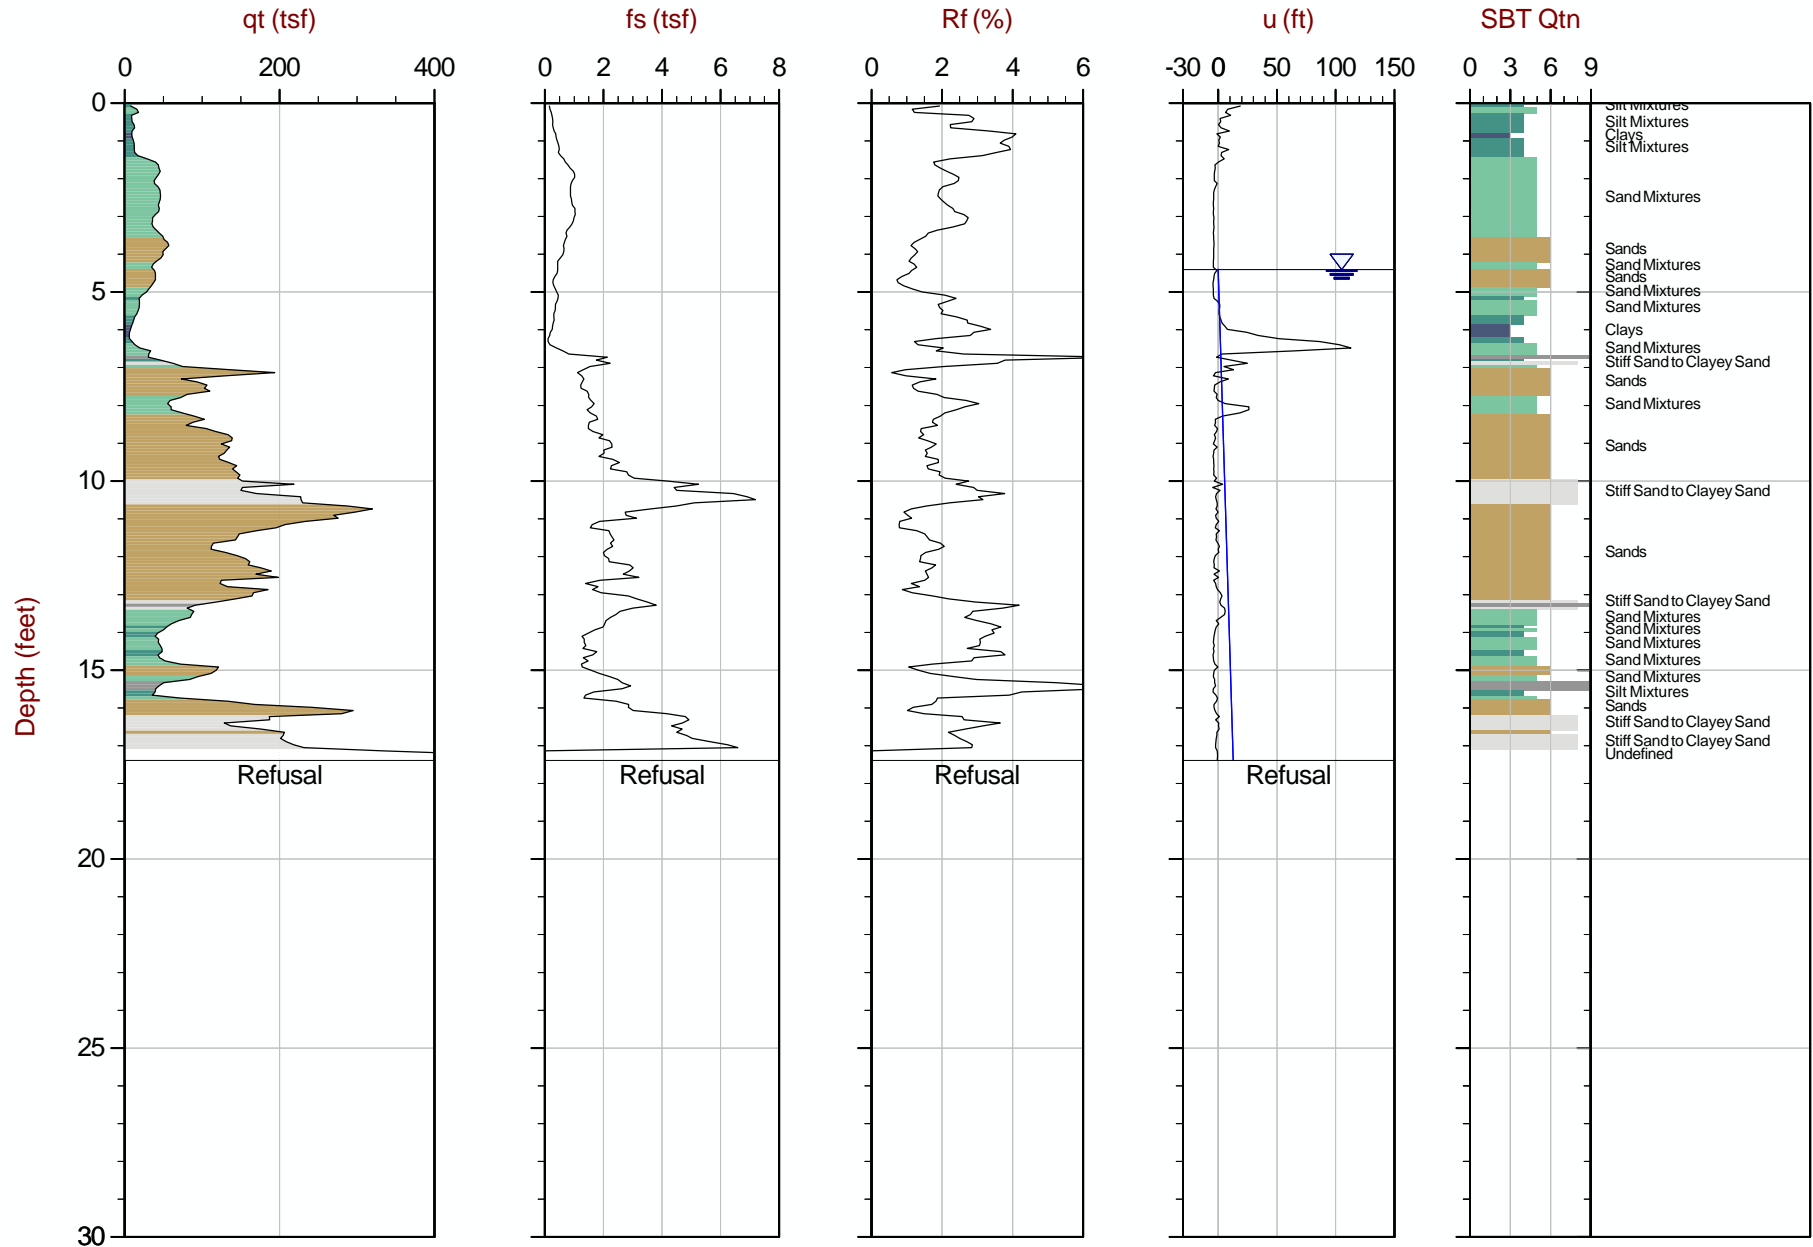 qt (tsf) fs (tsf) Rf (%) u (ft) SBT Qtn
0 200 400 0 2 4 6 8 0 2 4 6 -30 0 50 100 150 0 3 6 9
0
5
10
15
20
25
30
Depth (feet)
Silt Mixtures
Silt Mixtures
Clays
Silt Mixtures
Sand Mixtures
Sands
Sand Mixtures
Sands
Sand Mixtures
Sand Mixtures
Clays
Sand Mixtures
Stiff Sand to Clayey Sand
Sands
Sand Mixtures
Sands
Stiff Sand to Clayey Sand
Sands
Stiff Sand to Clayey Sand
Sand Mixtures
Sand Mixtures
Sand Mixtures
Sand Mixtures
Sand Mixtures
Silt Mixtures
Sands
Stiff Sand to Clayey Sand
Stiff Sand to Clayey Sand
Undefined
Refusal Refusal Refusal Refusal